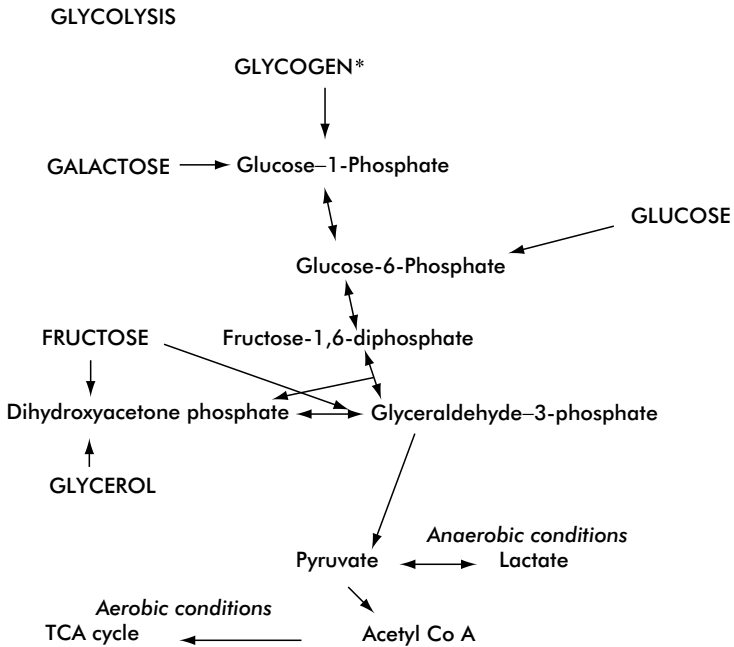 GLYCOLYSIS
GLYCOGEN*
GALACTOSE
Glucose–1-Phosphate
GLUCOSE
Glucose-6-Phosphate
FRUCTOSE
Fructose-1,6-diphosphate
Dihydroxyacetone phosphate
Glyceraldehyde–3-phosphate
GLYCEROL
Anaerobic conditions
Pyruvate
Lactate
Aerobic conditions
TCA cycle
Acetyl Co A